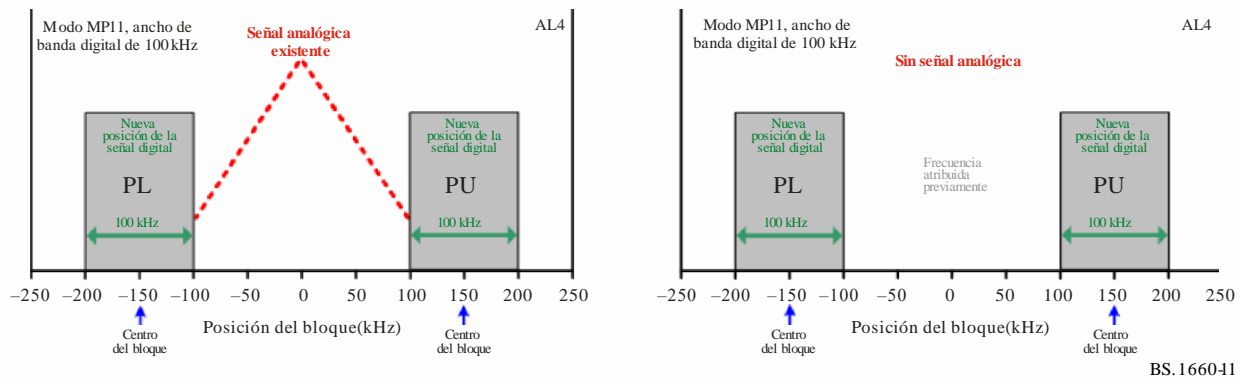 Modo MP11, ancho de
banda digital de 100 kHz
Señal analógica
existente
AL4
Nueva
posición de la
señal digital
PL
100 kHz
Nueva
posición de la
señal digital
PU
100 kHz
–250 –200 –150 –100 –50 0 50 100 150 200 250
Centro
del bloque
Posición del bloque(kHz)
Centro
del bloque
Modo MP11, ancho de
banda digital de 100 kHz
Sin señal analógica
AL4
Nueva
posición de la
señal digital
PL
100 kHz
Frecuencia
atribuida
previamente
Nueva
posición de la
señal digital
PU
100 kHz
–250 –200 –150 –100 –50 0 50 100 150 200 250
Centro
del bloque
Posición del bloque(kHz)
Centro
del bloque
BS.1660-11